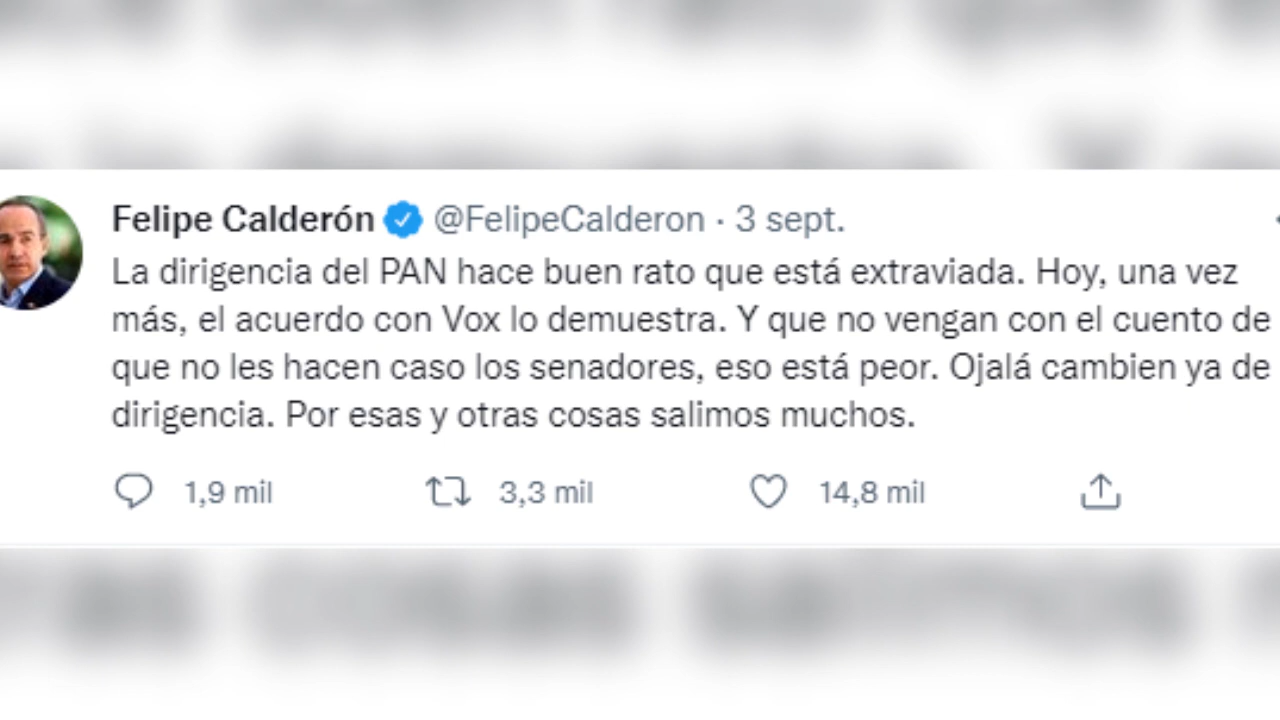 Felipe Calderón @FelipeCalderon · 3 sept.
La dirigencia del PAN hace buen rato que está extraviada. Hoy, una vez
más, el acuerdo con Vox lo demuestra. Y que no vengan con el cuento de
que no les hacen caso los senadores, eso está peor. Ojalá cambien ya de
dirigencia. Por esas y otras cosas salimos muchos.
1,9 mil 3,3 mil 14,8 mil